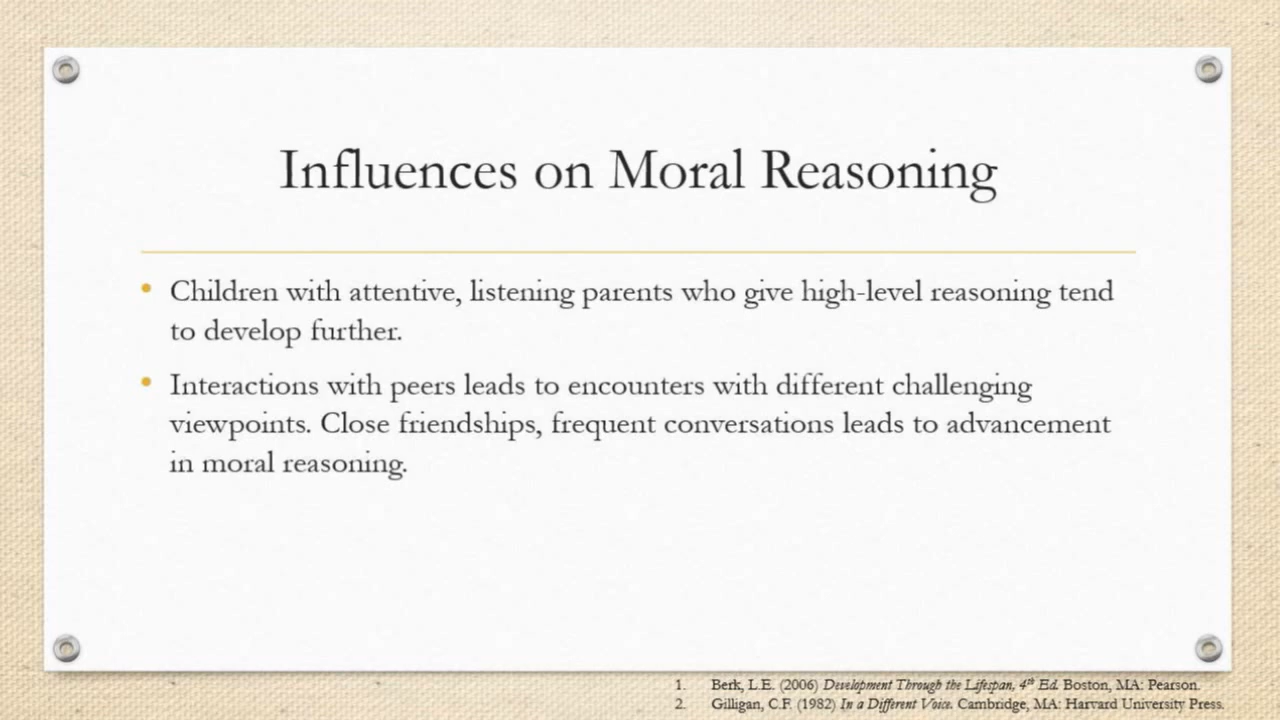 Influences on Moral Reasoning
• Children with attentive, listening parents who give high-level reasoning tend
to develop further.
• Interactions with peers leads to encounters with different challenging
viewpoints. Close friendships, frequent conversations leads to advancement
in moral reasoning.
1. Berk, L.E. (2006) Development Through the Lifespan, 4th Ed. Boston, MA: Pearson.
2. Gilligan, C.F. (1982) In a Different Voice. Cambridge, MA: Harvard University Press.